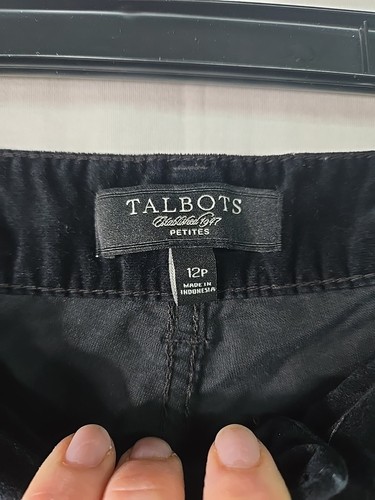 TALBOTS
Established 1947
PETITES
12P
MADE IN
INDONESIA